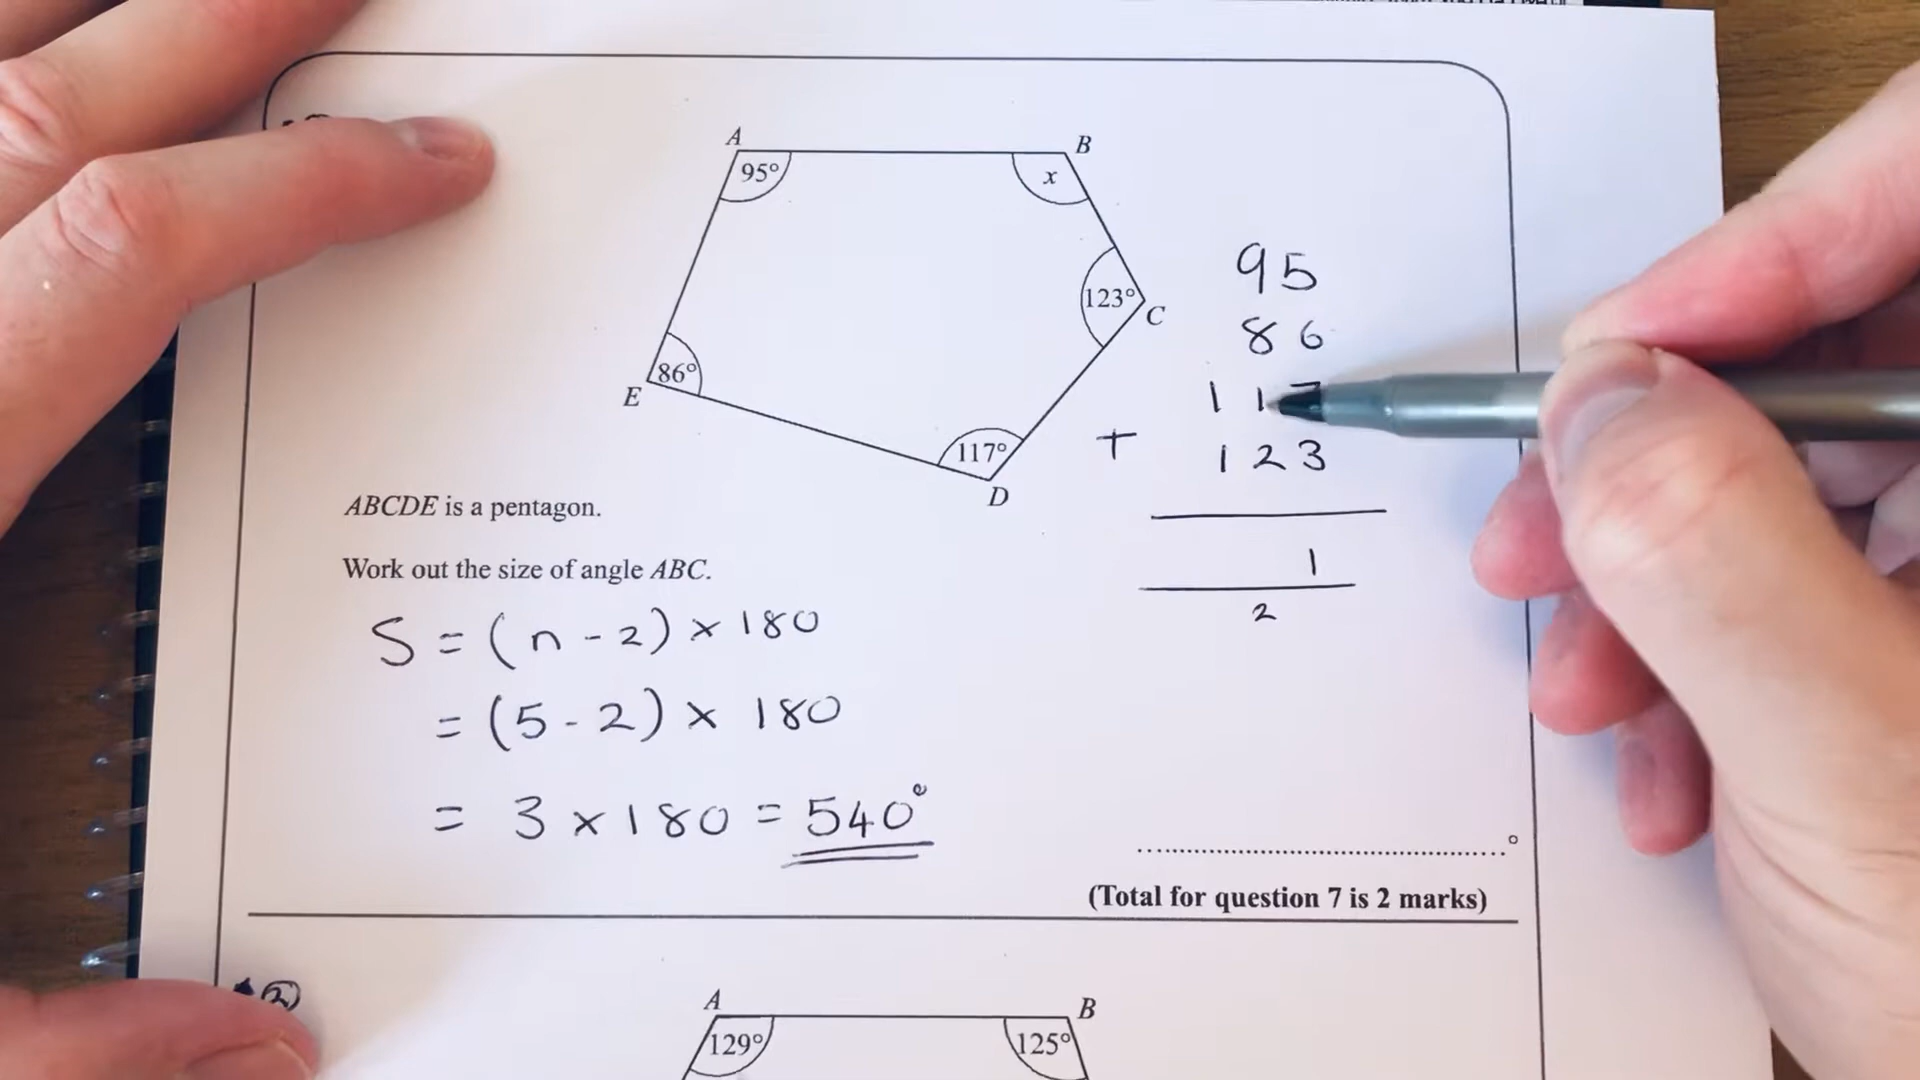 A
B
95°
x
95
123°
C
86
E
86°
11
117°
+ 123
D
ABCDE is a pentagon.
1
Work out the size of angle ABC.
2
S = (n - 2) × 180
= (5 - 2) × 180
= 3 × 180 = 540°
°
(Total for question 7 is 2 marks)
A
B
129°
125°